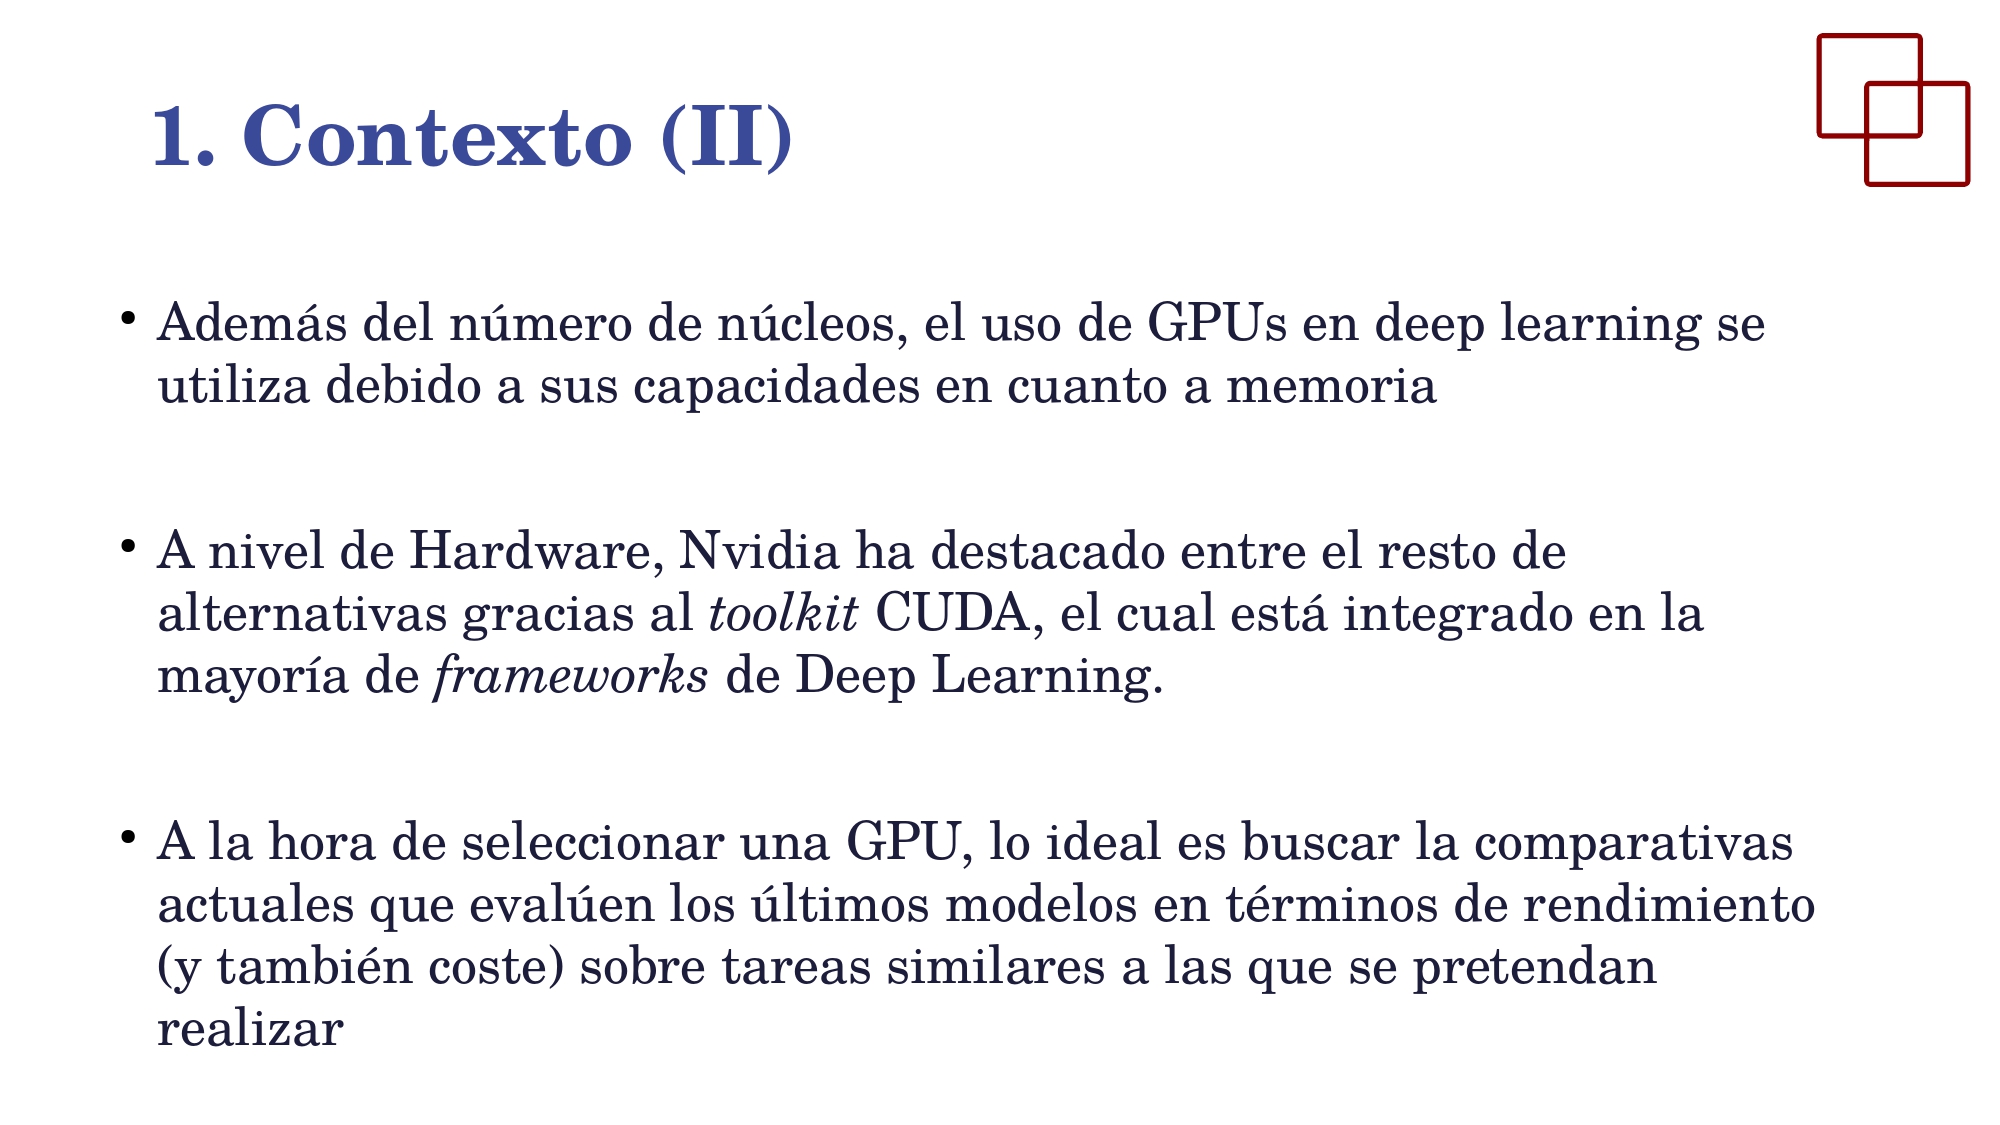 1. Contexto (II)
• Además del número de núcleos, el uso de GPUs en deep learning se
utiliza debido a sus capacidades en cuanto a memoria
• A nivel de Hardware, Nvidia ha destacado entre el resto de
alternativas gracias al toolkit CUDA, el cual está integrado en la
mayoría de frameworks de Deep Learning.
• A la hora de seleccionar una GPU, lo ideal es buscar la comparativas
actuales que evalúen los últimos modelos en términos de rendimiento
(y también coste) sobre tareas similares a las que se pretendan
realizar